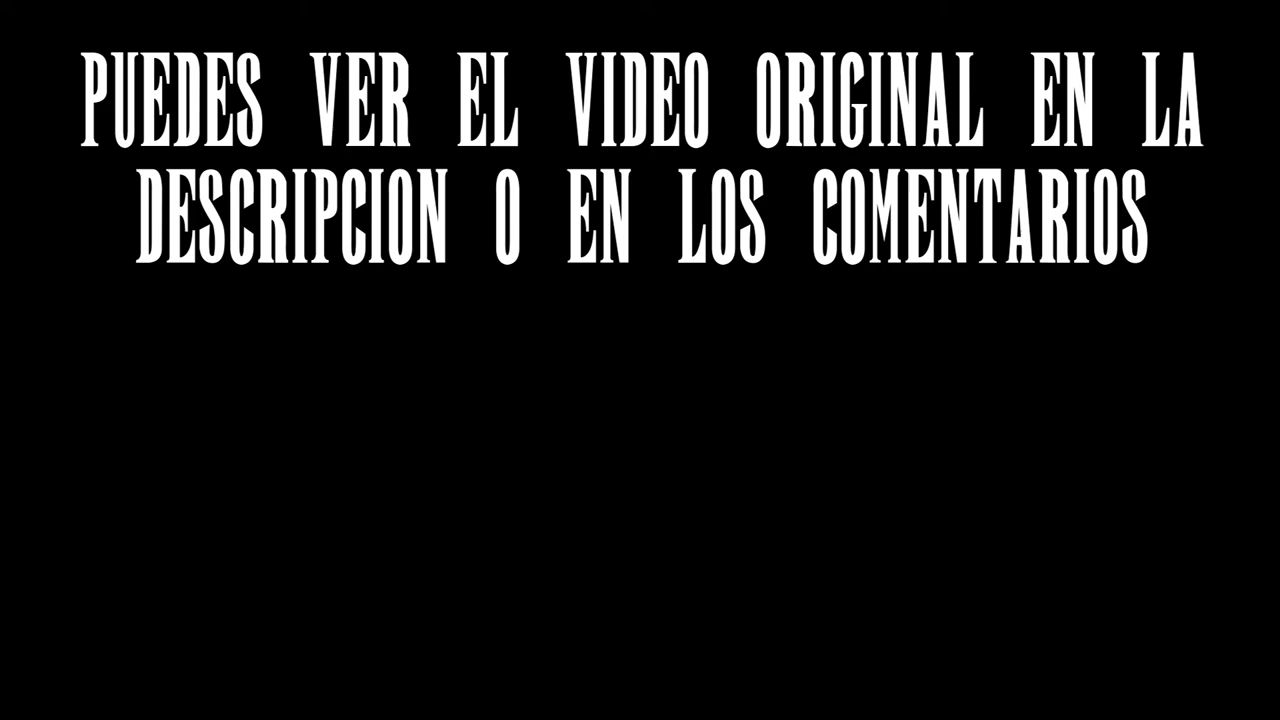 PUEDES VER EL VIDEO ORIGINAL EN LA
DESCRIPCION O EN LOS COMENTARIOS